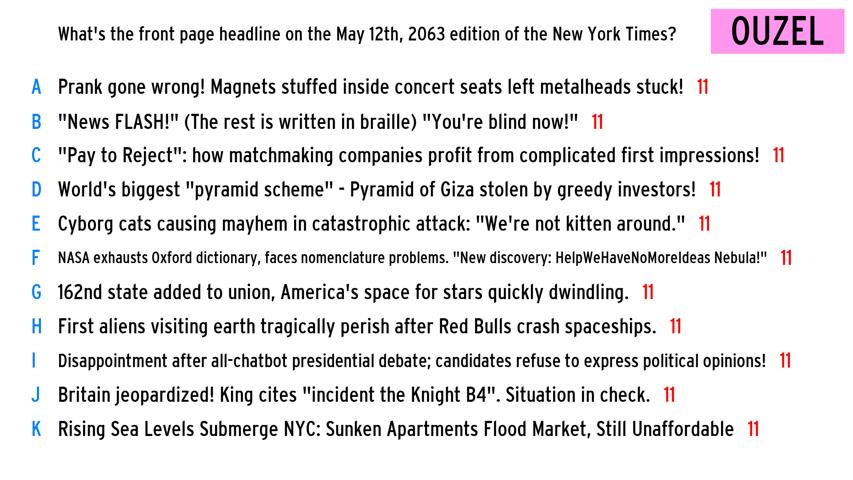 What's the front page headline on the May 12th, 2063 edition of the New York Times?
OUZEL
A Prank gone wrong! Magnets stuffed inside concert seats left metalheads stuck! 11
B "News FLASH!" (The rest is written in braille) "You're blind now!" 11
C "Pay to Reject": how matchmaking companies profit from complicated first impressions! 11
D World's biggest "pyramid scheme" - Pyramid of Giza stolen by greedy investors! 11
E Cyborg cats causing mayhem in catastrophic attack: "We're not kitten around." 11
F NASA exhausts Oxford dictionary, faces nomenclature problems. "New discovery: HelpWeHaveNoMoreIdeas Nebula!" 11
G 162nd state added to union, America's space for stars quickly dwindling. 11
H First aliens visiting earth tragically perish after Red Bulls crash spaceships. 11
I Disappointment after all-chatbot presidential debate; candidates refuse to express political opinions! 11
J Britain jeopardized! King cites "incident the Knight B4". Situation in check. 11
K Rising Sea Levels Submerge NYC: Sunken Apartments Flood Market, Still Unaffordable 11